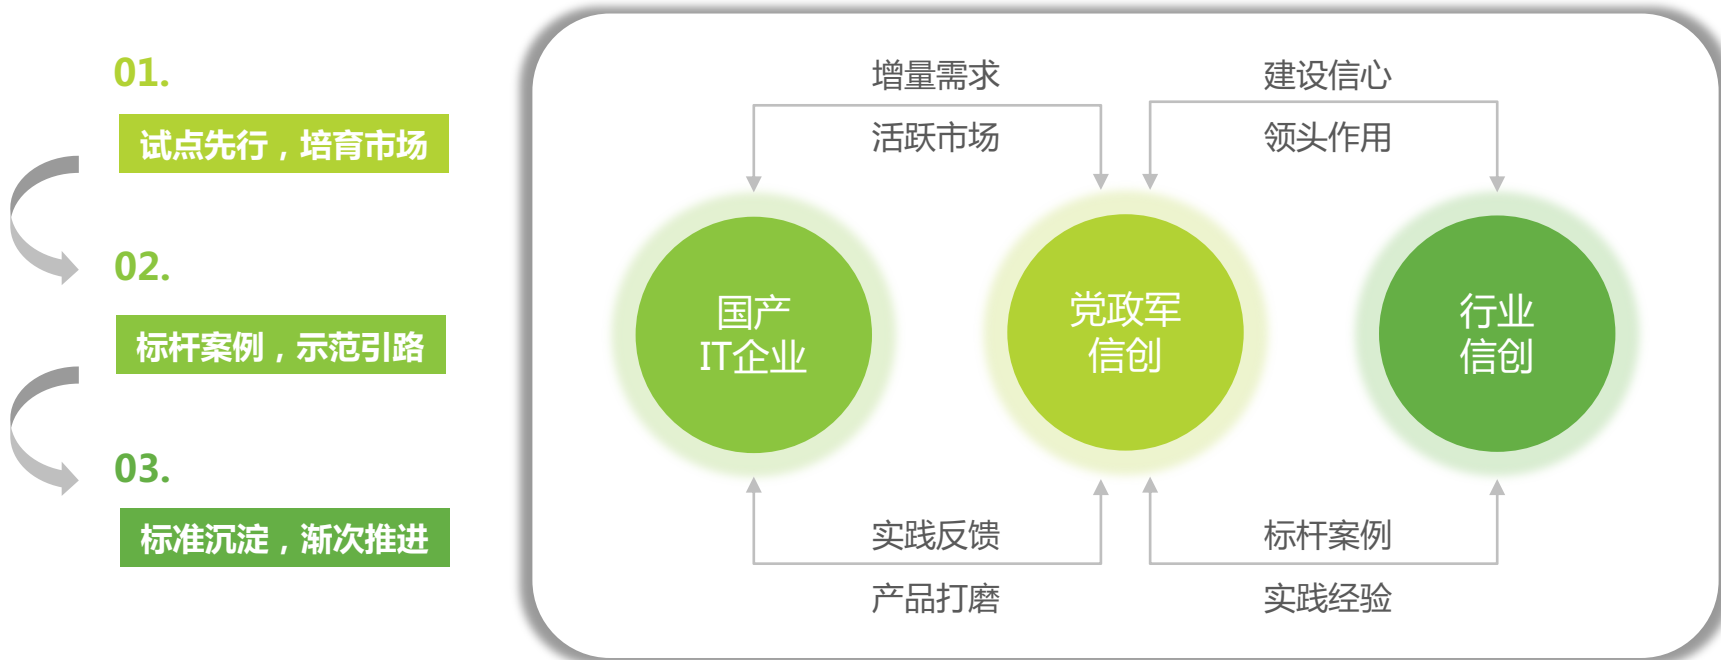 01.
试点先行，培育市场
02.
标杆案例，示范引路
03.
标准沉淀，渐次推进
增量需求
活跃市场
建设信心
领头作用
国产
IT企业
党政军
信创
行业
信创
实践反馈
产品打磨
标杆案例
实践经验